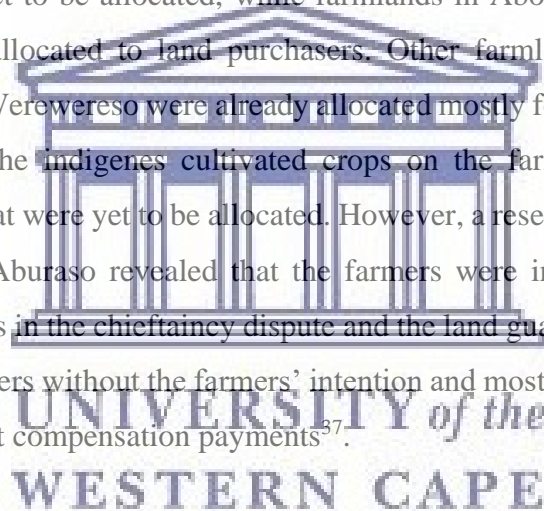 to be allocated, while farmlands in Abo
allocated to land purchasers. Other farml
Verewereso were already allocated mostly f
he indigenes cultivated crops on the far
at were yet to be allocated. However, a rese
Aburaso revealed that the farmers were in
s in the chieftaincy dispute and the land gua
ers without the farmers' intention and most
UNIVERSITY of the
t compensation payments³⁷.
WESTERN CAPE